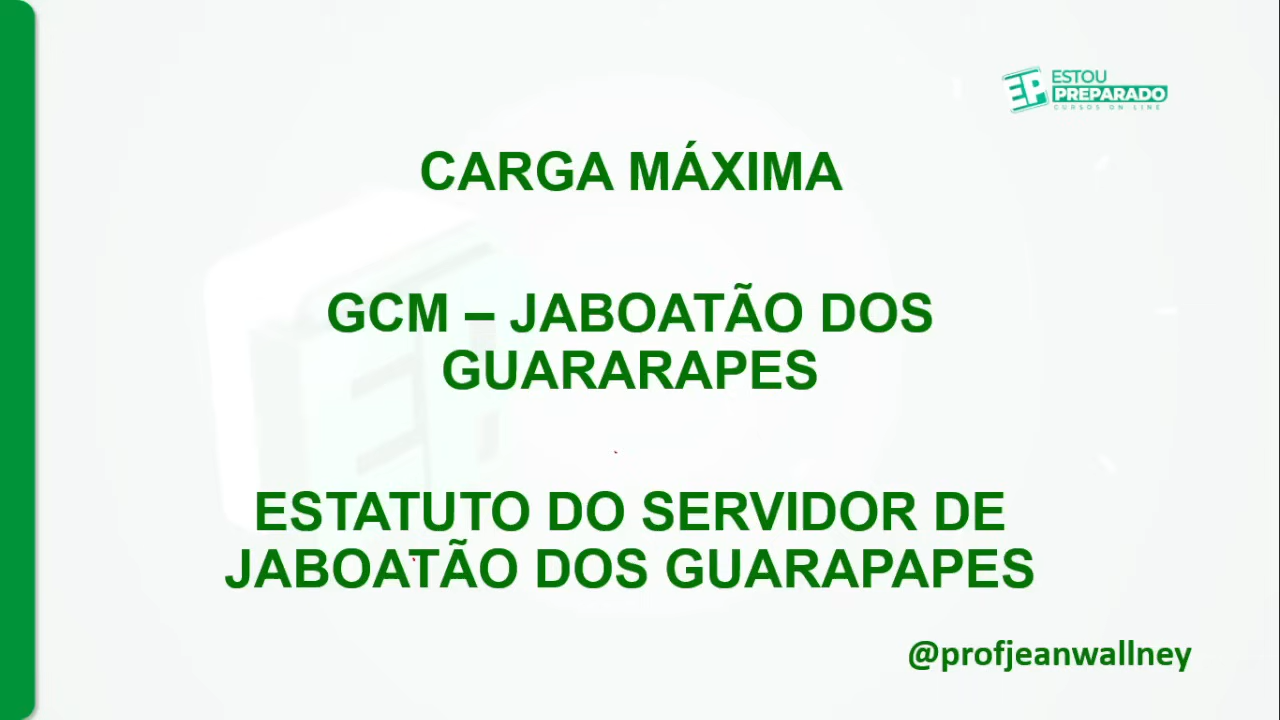 ESTOU
PREPARADO
CURSOS ON LINE
CARGA MÁXIMA
GCM – JABOATÃO DOS
GUARARAPES
ESTATUTO DO SERVIDOR DE
JABOATÃO DOS GUARAPAPES
@profjeanwallney